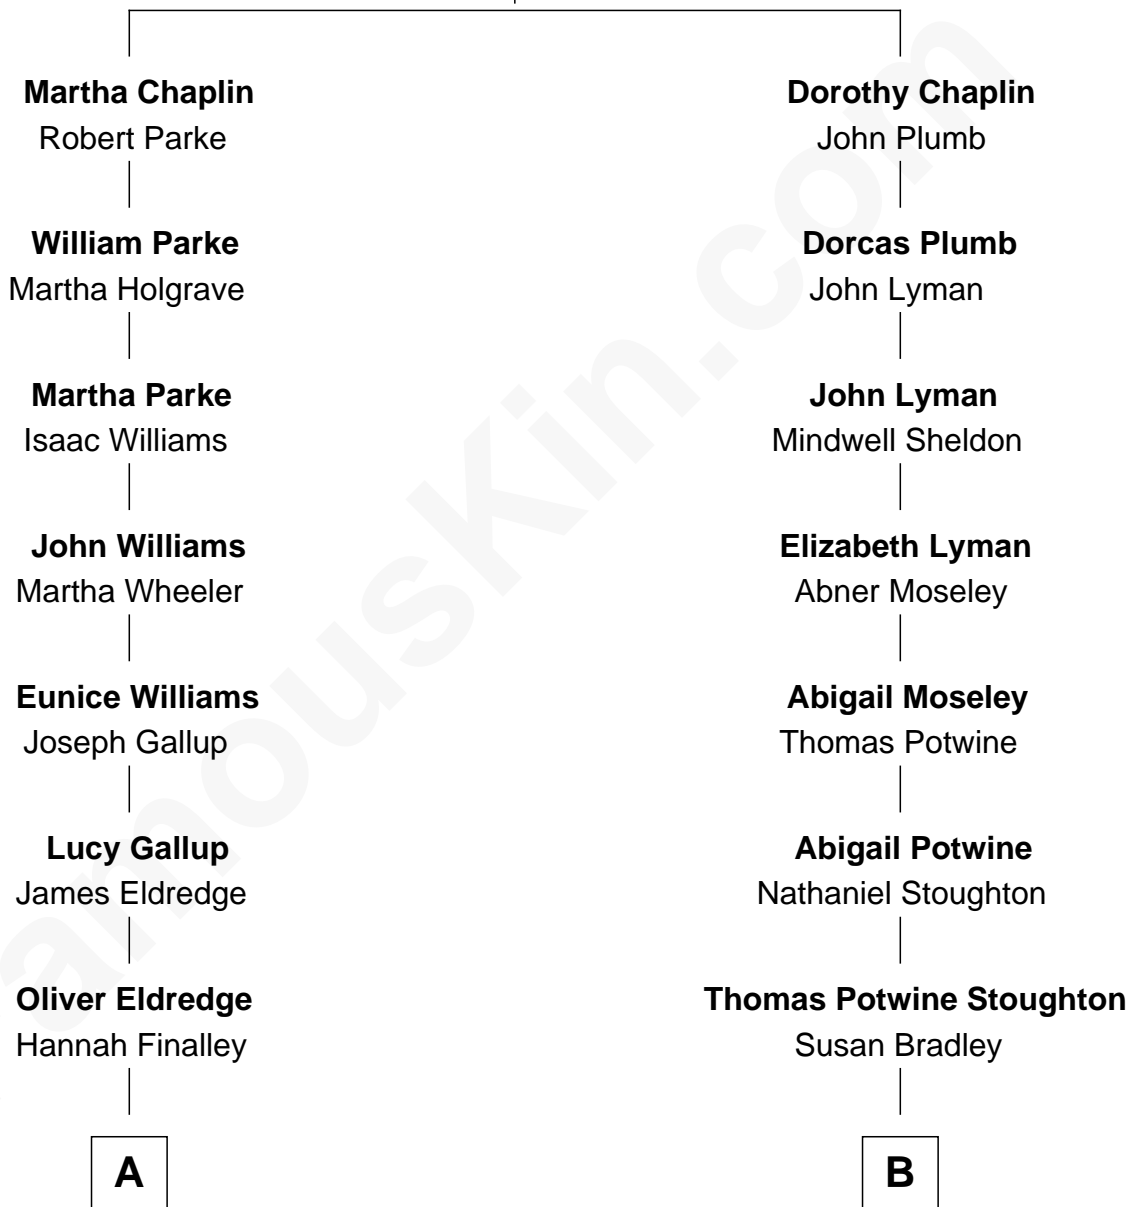 Martha Chaplin
Robert Parke
William Parke
Martha Holgrave
Martha Parke
Isaac Williams
John Williams
Martha Wheeler
Eunice Williams
Joseph Gallup
Lucy Gallup
James Eldredge
Oliver Eldredge
Hannah Finalley
A
Dorothy Chaplin
John Plumb
Dorcas Plumb
John Lyman
John Lyman
Mindwell Sheldon
Elizabeth Lyman
Abner Moseley
Abigail Moseley
Thomas Potwine
Abigail Potwine
Nathaniel Stoughton
Thomas Potwine Stoughton
Susan Bradley
B
amousKin.com